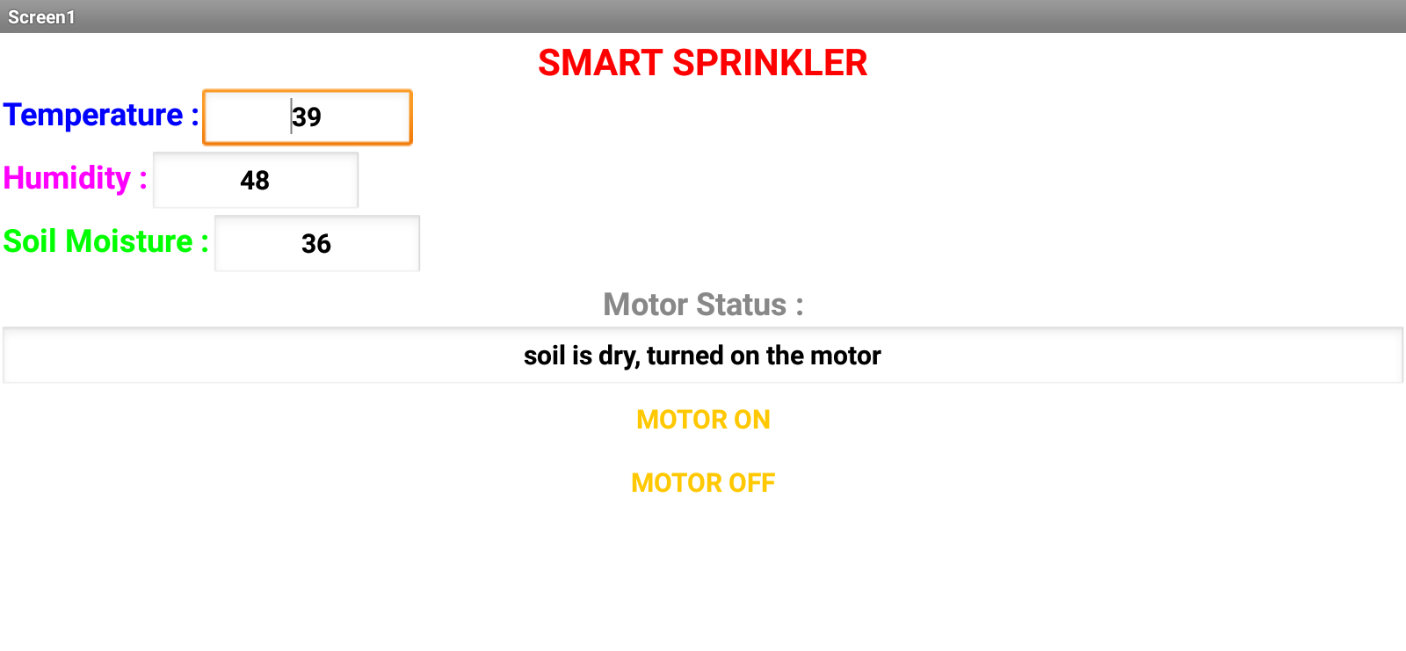 Screen1
SMART SPRINKLER
Temperature : 39
Humidity : 48
Soil Moisture : 36
Motor Status :
soil is dry, turned on the motor
MOTOR ON
MOTOR OFF